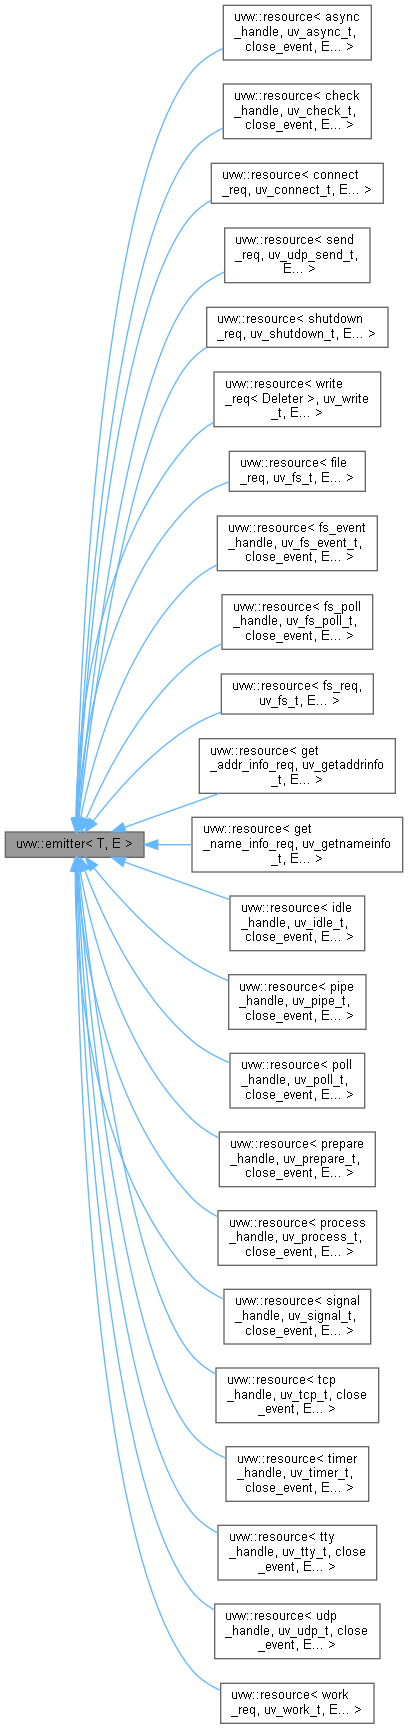 uvw::resource< async
_handle, uv_async_t,
close_event, E... >
uvw::resource< check
_handle, uv_check_t,
close_event, E... >
uvw::resource< connect
_req, uv_connect_t, E... >
uvw::resource< send
_req, uv_udp_send_t,
E... >
uvw::resource< shutdown
_req, uv_shutdown_t, E... >
uvw::resource< write
_req< Deleter >, uv_write
_t, E... >
uvw::resource< file
_req, uv_fs_t, E... >
uvw::resource< fs_event
_handle, uv_fs_event_t,
close_event, E... >
uvw::resource< fs_poll
_handle, uv_fs_poll_t,
close_event, E... >
uvw::resource< fs_req,
uv_fs_t, E... >
uvw::resource< get
_addr_info_req, uv_getaddrinfo
_t, E... >
uvw::emitter< T, E >
uvw::resource< get
_name_info_req, uv_getnameinfo
_t, E... >
uvw::resource< idle
_handle, uv_idle_t,
close_event, E... >
uvw::resource< pipe
_handle, uv_pipe_t,
close_event, E... >
uvw::resource< poll
_handle, uv_poll_t,
close_event, E... >
uvw::resource< prepare
_handle, uv_prepare_t,
close_event, E... >
uvw::resource< process
_handle, uv_process_t,
close_event, E... >
uvw::resource< signal
_handle, uv_signal_t,
close_event, E... >
uvw::resource< tcp
_handle, uv_tcp_t, close
_event, E... >
uvw::resource< timer
_handle, uv_timer_t,
close_event, E... >
uvw::resource< tty
_handle, uv_tty_t, close
_event, E... >
uvw::resource< udp
_handle, uv_udp_t, close
_event, E... >
uvw::resource< work
_req, uv_work_t, E... >